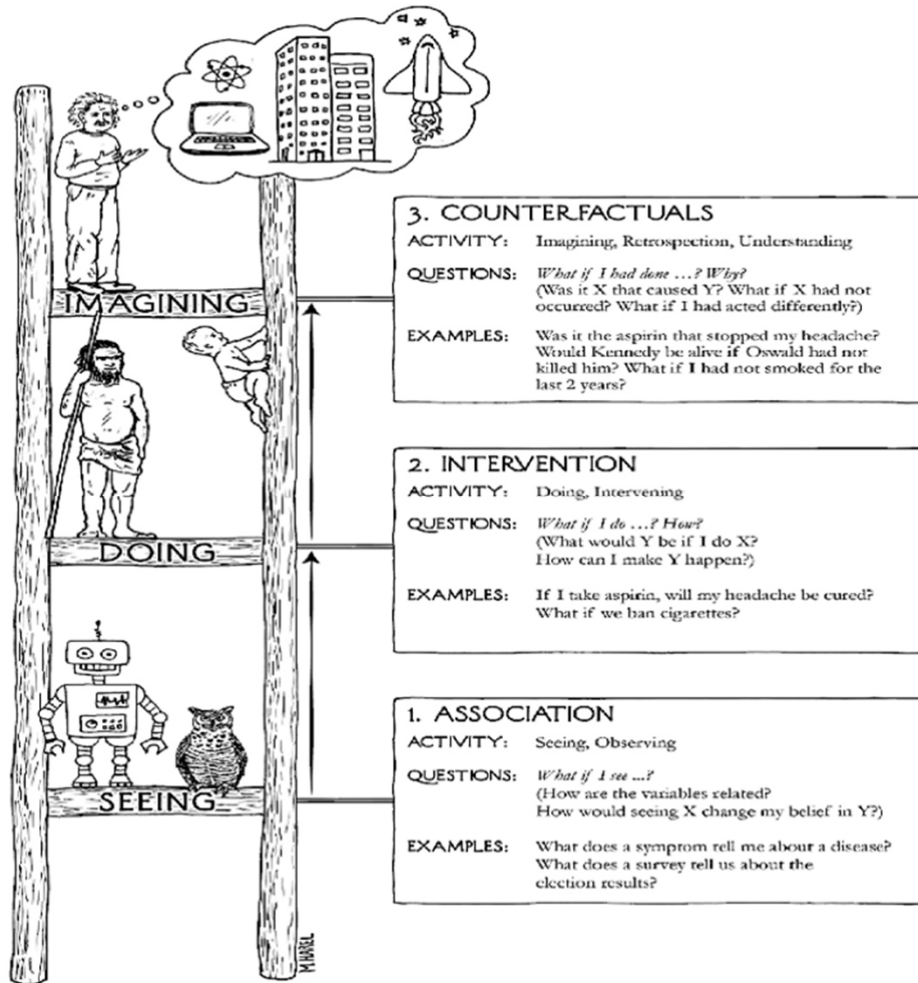 3. COUNTERFACTUALS
ACTIVITY: Imagining, Retrospection, Understanding
QUESTIONS: What if I had done …? Why?
(Was it X that caused Y? What if X had not
occurred? What if I had acted differently?)
EXAMPLES: Was it the aspirin that stopped my headache?
Would Kennedy be alive if Oswald had not
killed him? What if I had not smoked for the
last 2 years?
IMAGINING
2. INTERVENTION
ACTIVITY: Doing, Intervening
QUESTIONS: What if I do …? How?
(What would Y be if I do X?
How can I make Y happen?)
EXAMPLES: If I take aspirin, will my headache be cured?
What if we ban cigarettes?
DOING
1. ASSOCIATION
ACTIVITY: Seeing, Observing
QUESTIONS: What if I see ...?
(How are the variables related?
How would seeing X change my belief in Y?)
EXAMPLES: What does a symptom tell me about a disease?
What does a survey tell us about the
election results?
SEEING
M.HAREL